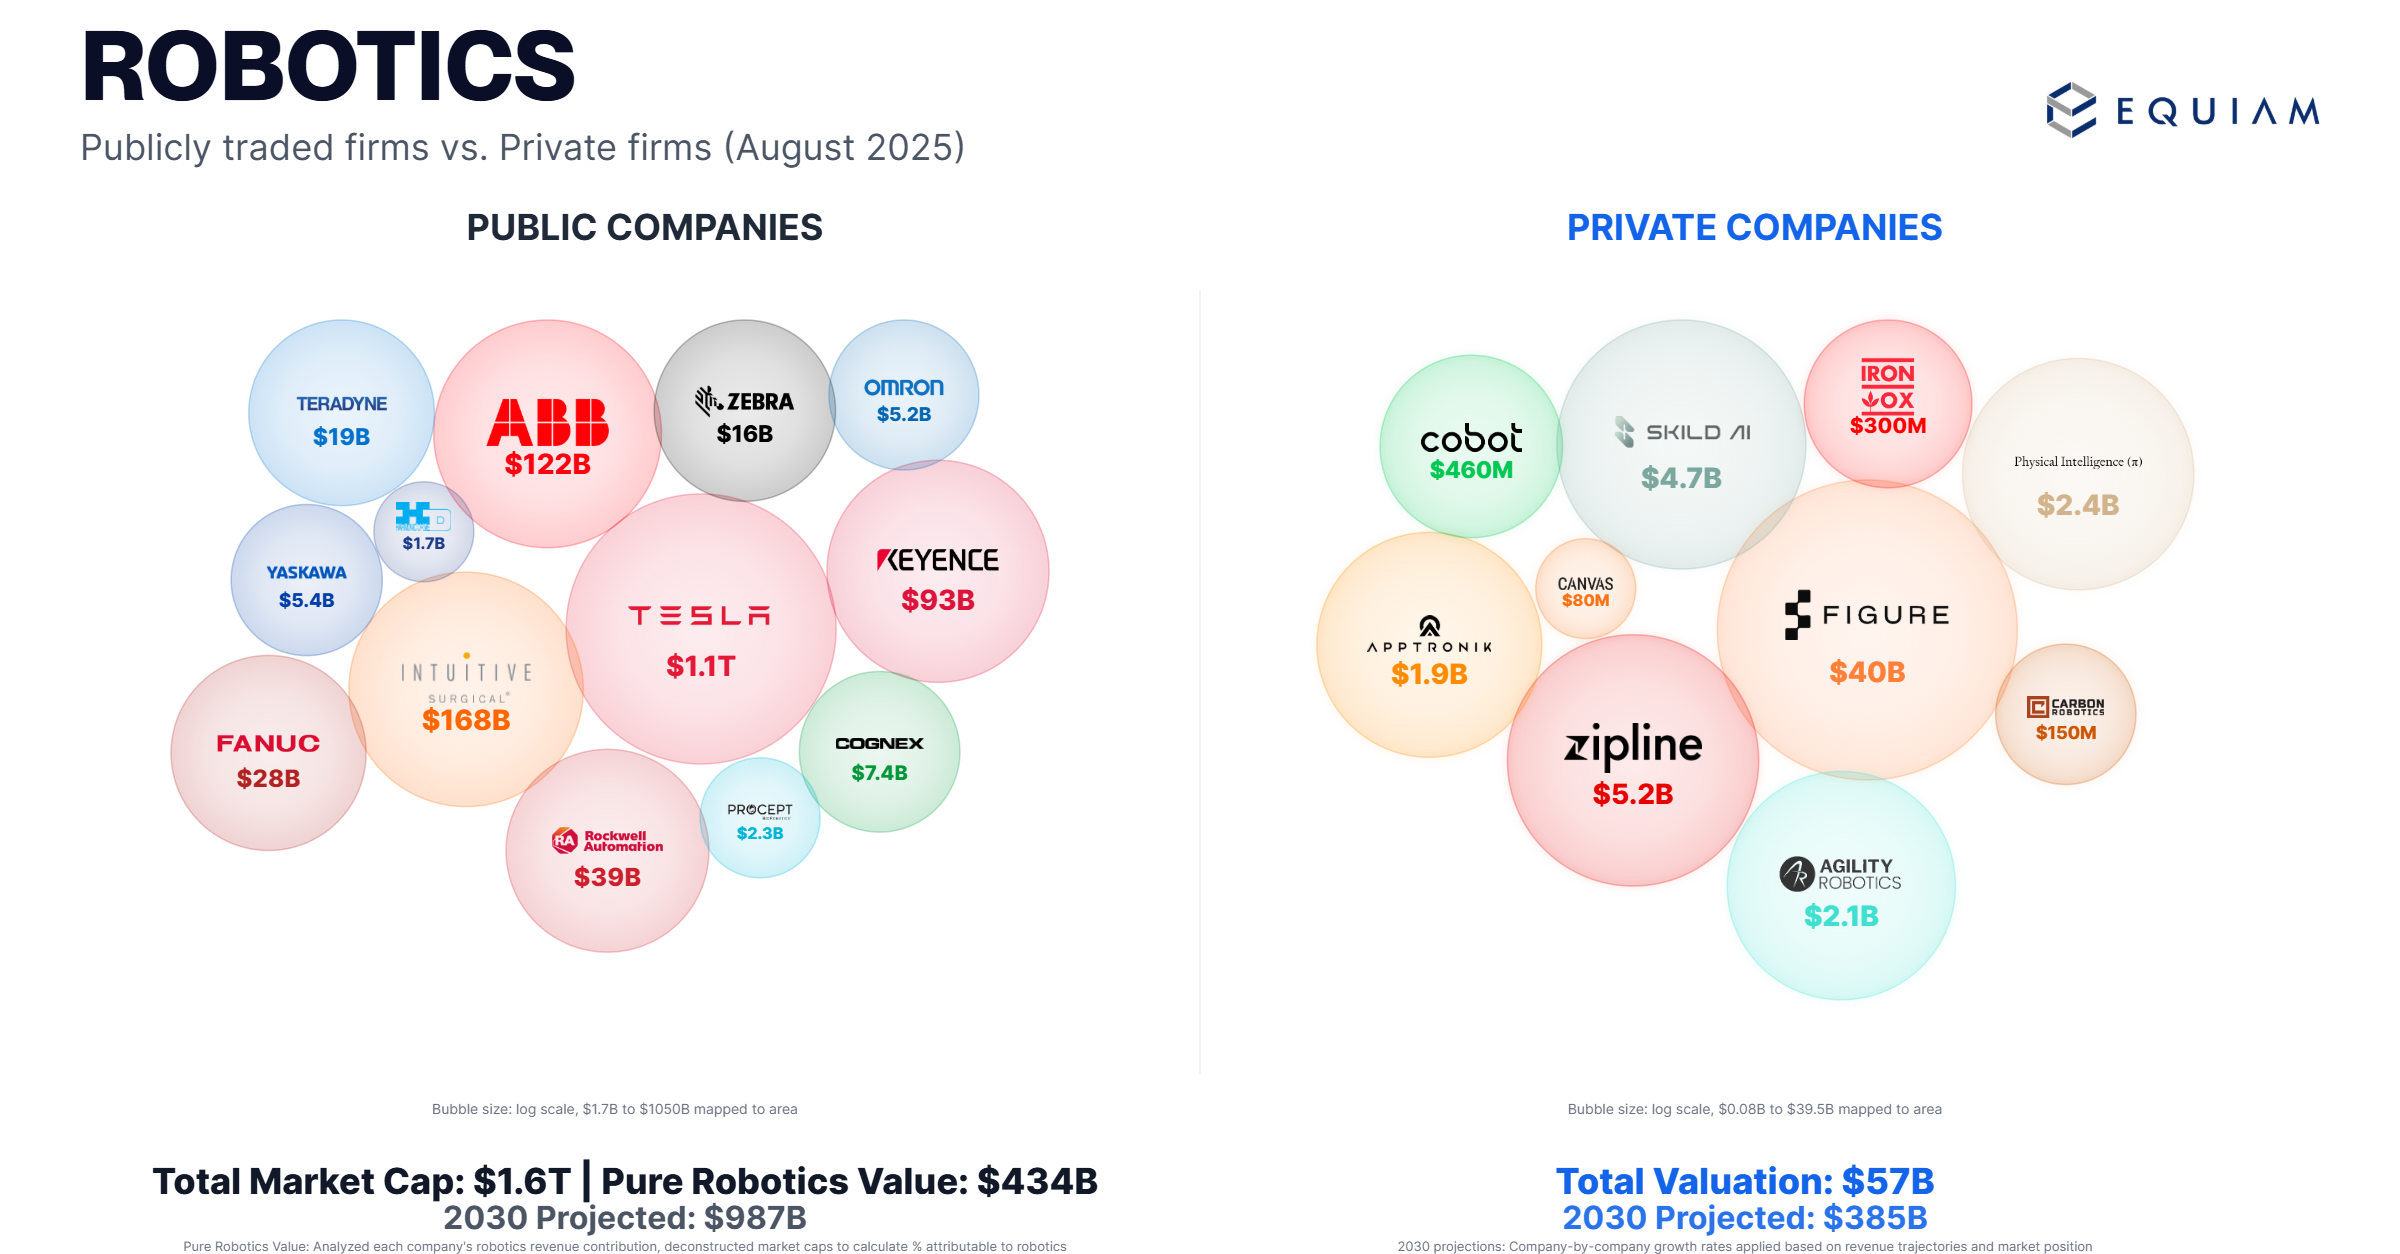 ROBOTICS
Publicly traded firms vs. Private firms (August 2025)
EQUIAM
PUBLIC COMPANIES
TERADYNE
$19B
ABB
$122B
ZEBRA
$16B
OMRON
$5.2B
HD
$1.7B
YASKAWA
$5.4B
KEYENCE
$93B
TESLA
$1.1T
INTUITIVE
SURGICAL®
$168B
FANUC
$28B
COGNEX
$7.4B
PROCEPT
$2.3B
RA
Rockwell
Automation
$39B
Bubble size: log scale, $1.7B to $1050B mapped to area
Total Market Cap: $1.6T | Pure Robotics Value: $434B
2030 Projected: $987B
Pure Robotics Value: Analyzed each company's robotics revenue contribution, deconstructed market caps to calculate % attributable to robotics
PRIVATE COMPANIES
cobot
$460M
SKILD AI
$4.7B
IRON
OX
$300M
Physical Intelligence (π)
$2.4B
CANVAS
$80M
APPTRONIK
$1.9B
FIGURE
$40B
CARBON
ROBOTICS
$150M
zipline
$5.2B
AGILITY
ROBOTICS
$2.1B
Bubble size: log scale, $0.08B to $39.5B mapped to area
Total Valuation: $57B
2030 Projected: $385B
2030 projections: Company-by-company growth rates applied based on revenue trajectories and market position